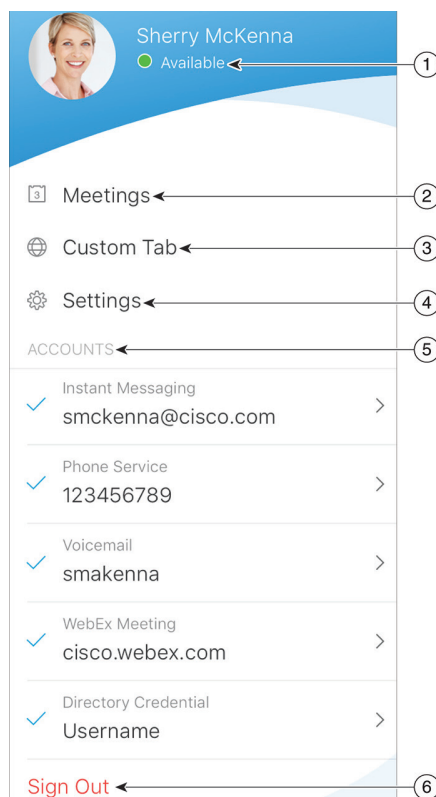 Sherry McKenna
Available
1
3
Meetings
2
Custom Tab
3
Settings
4
ACCOUNTS
5
Instant Messaging
smckenna@cisco.com
Phone Service
123456789
Voicemail
smakenna
WebEx Meeting
cisco.webex.com
Directory Credential
Username
Sign Out
6